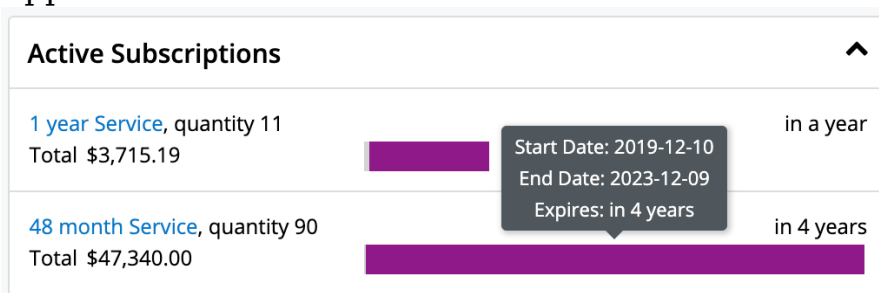 Active Subscriptions
1 year Service, quantity 11
in a year
Total $3,715.19
Start Date: 2019-12-10
End Date: 2023-12-09
Expires: in 4 years
48 month Service, quantity 90
in 4 years
Total $47,340.00